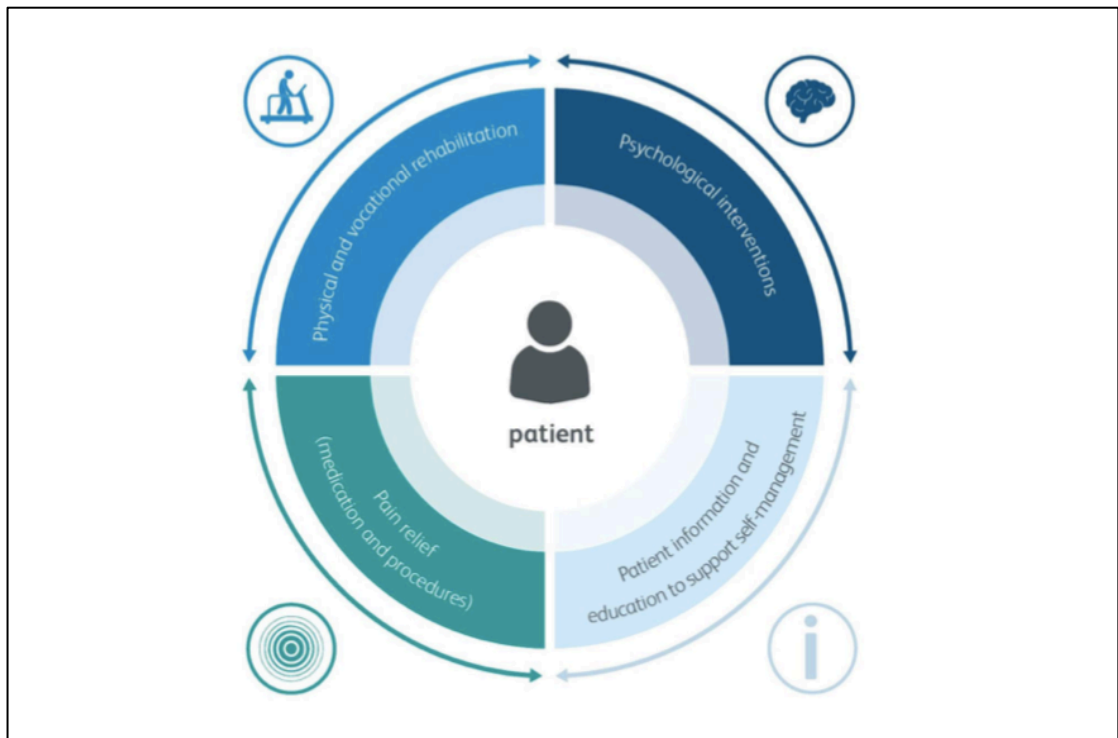 Physical and vocational rehabilitation
Psychological interventions
patient
Pain relief
(medication and procedures)
Patient information and
education to support self-management